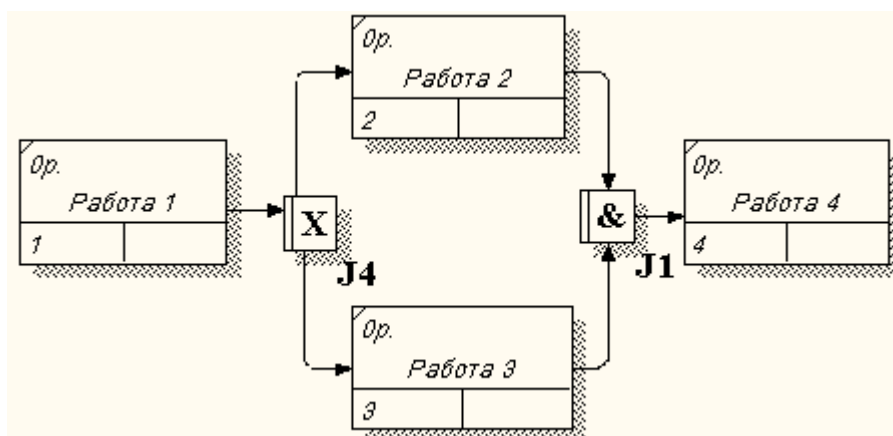 0р.
Работа 2
2
0р.
Работа 1
1
X
J4
&
J1
0р.
Работа 4
4
0р.
Работа 3
3